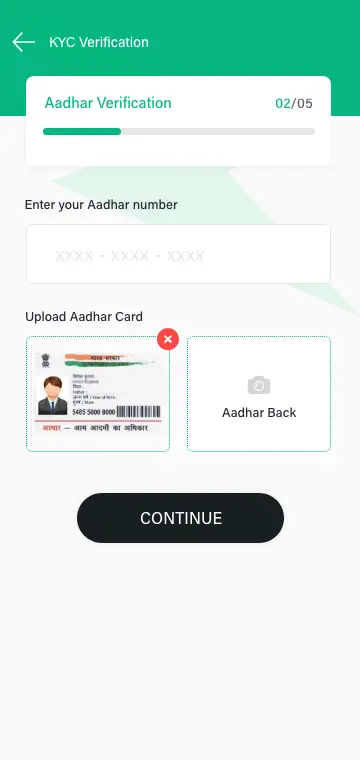 KYC Verification
Aadhar Verification
02/05
Enter your Aadhar number
XXXX - XXXX - XXXX
Upload Aadhar Card
भारत सरकार
5485 5000 8000
आधार — आम आदमी का अधिकार
Aadhar Back
CONTINUE